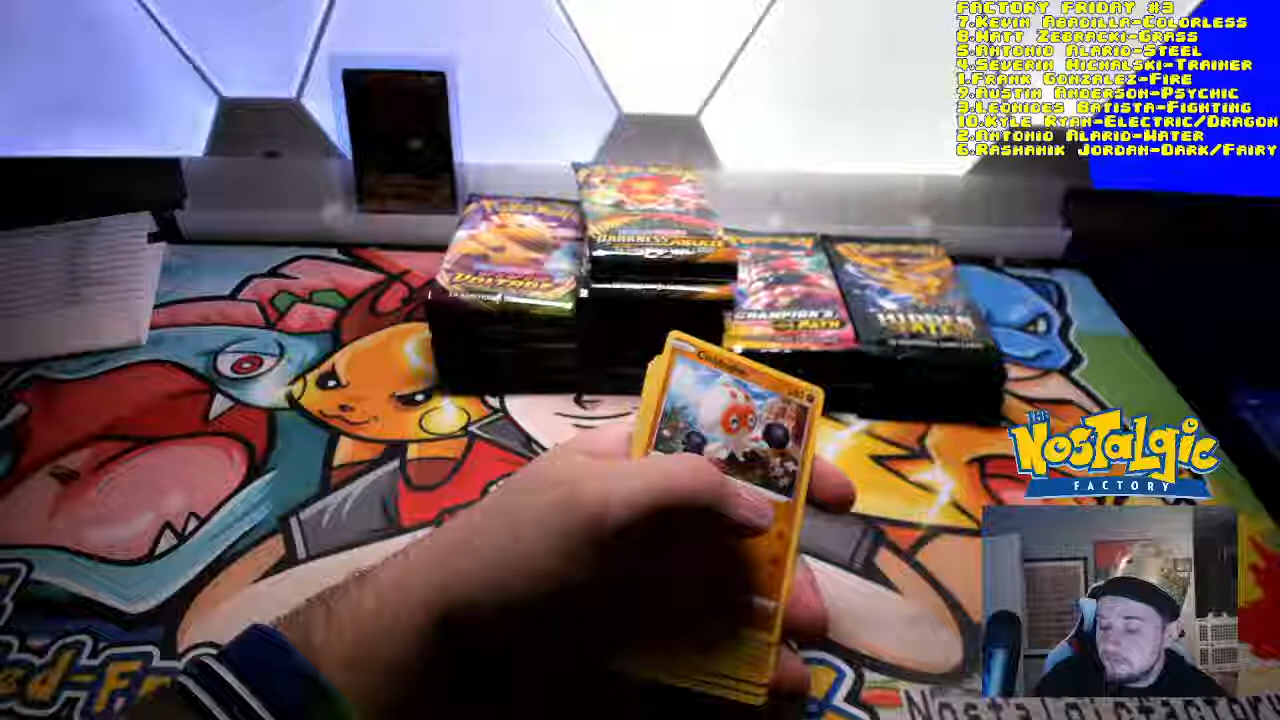 FACTORY FRIDAY #3
7.KEVIN ABADILLA-COLORLESS
8.MATT ZEBRACKI-GRASS
5.ANTONIO ALARID-STEEL
4.SEVERIN MICHALSKI-TRAINER
1.FRANK GONZALEZ-FIRE
9.AUSTIN ANDERSON-PSYCHIC
3.LEONIDES BATISTA-FIGHTING
10.KYLE RYAN-ELECTRIC/DRAGON
2.ANTONIO ALARID-WATER
6.RASHANIK JORDAN-DARK/FAIRY
VOLTAGE
DARKNESS ABLAZE
CHAMPION'S
PATH
HIDDEN
FATES
THE
NOSTALGIC
FACTORY
Nostalgicfactory